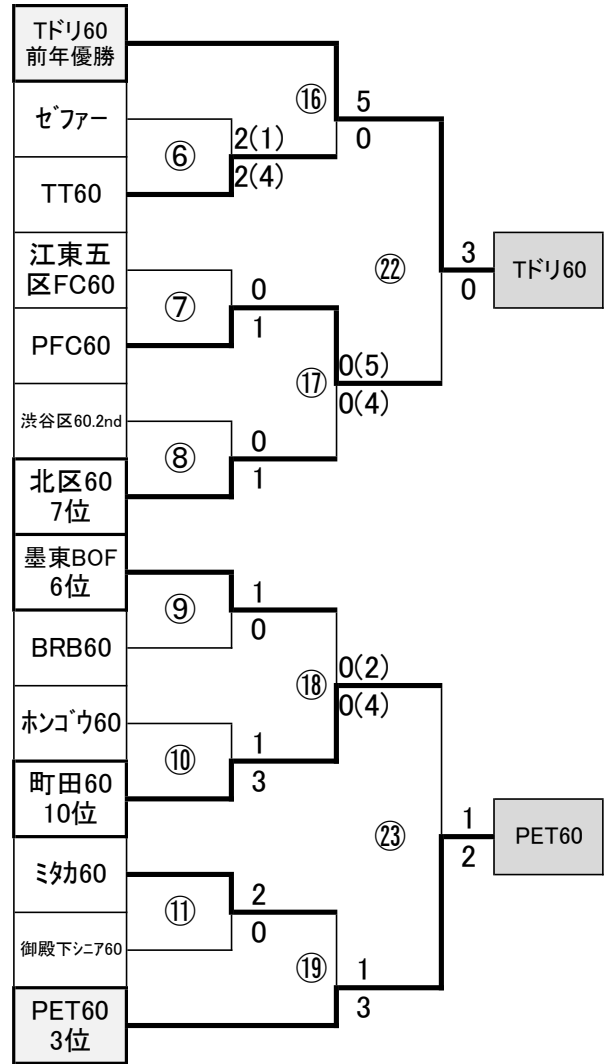 Tドリ60
前年優勝
ゼファー
TT60
江東五
区FC60
PFC60
渋谷区60.2nd
北区60
7位
墨東BOF
6位
BRB60
ホンゴウ60
町田60
10位
ミタカ60
御殿下シニア60
PET60
3位
⑥
2(1)
2(4)
⑦
0
1
⑧
0
1
⑨
1
0
⑩
1
3
⑪
2
0
⑯
5
0
⑰
0(5)
0(4)
⑱
0(2)
0(4)
⑲
1
3
㉒
3
0
㉓
1
2
Tドリ60
PET60